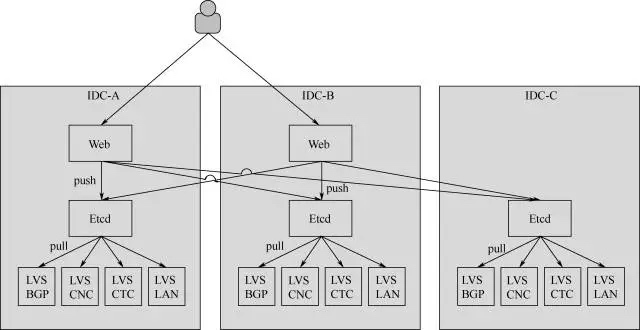 IDC-A
IDC-B
IDC-C
Web
Web
push
push
Etcd
Etcd
Etcd
pull
pull
pull
LVS
BGP
LVS
CNC
LVS
CTC
LVS
LAN
LVS
BGP
LVS
CNC
LVS
CTC
LVS
LAN
LVS
BGP
LVS
CNC
LVS
CTC
LVS
LAN